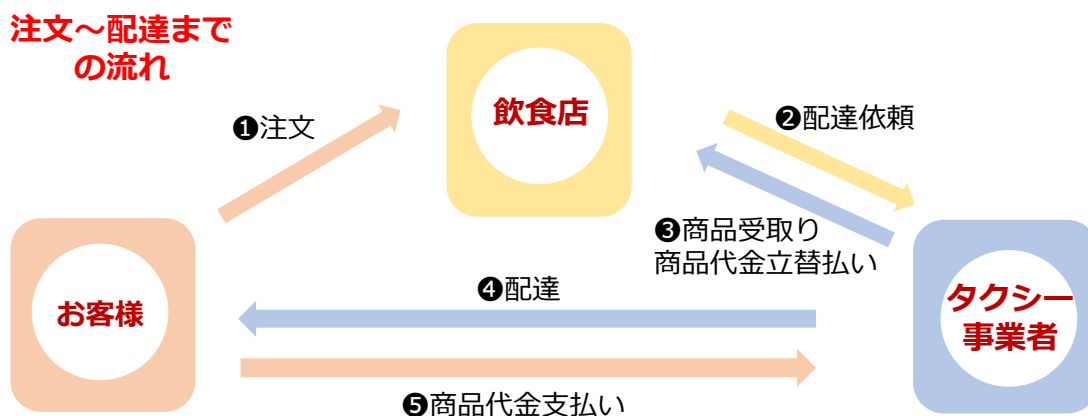 注文～配達まで
の流れ
飲食店
❶注文
❷配達依頼
❸商品受取り
商品代金立替払い
❹配達
お客様
タクシー
事業者
❺商品代金支払い